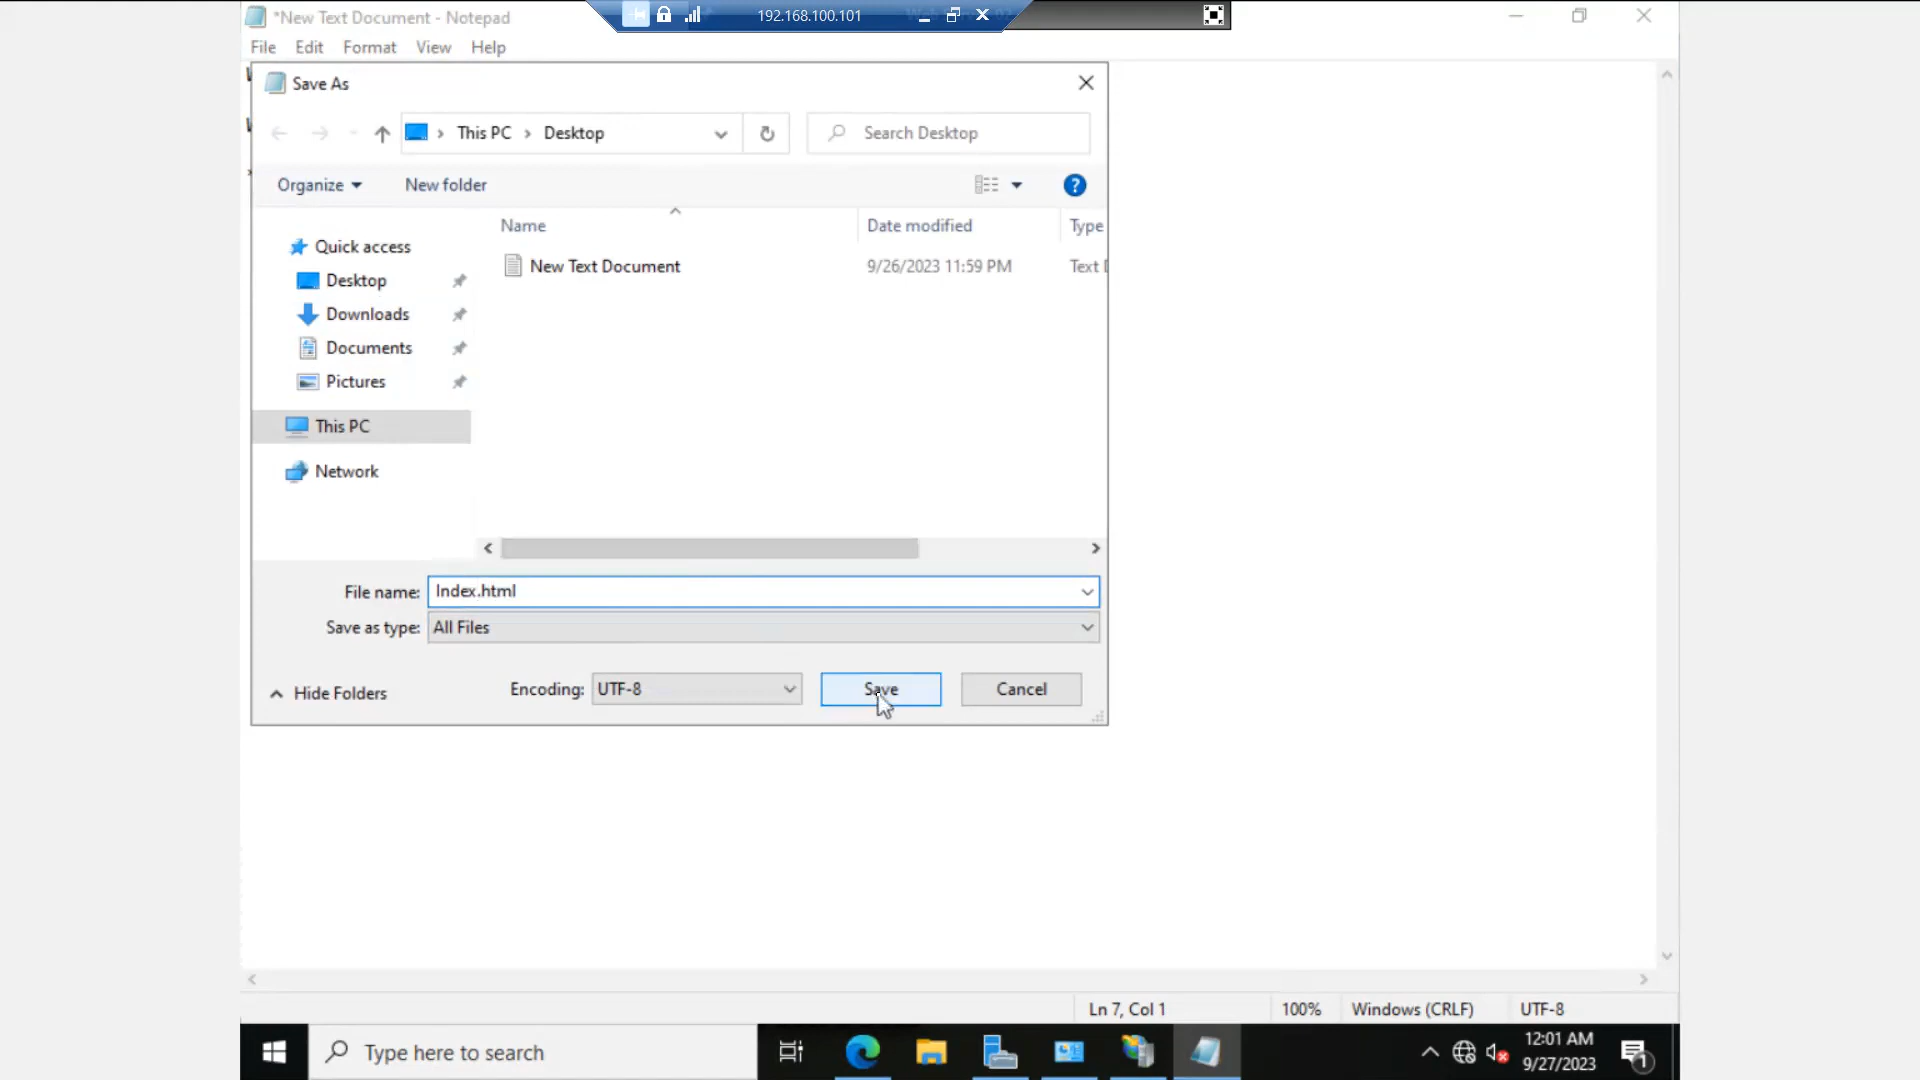 *New Text Document - Notepad
192.168.100.101
File Edit Format View Help
Save As
This PC > Desktop
Search Desktop
Organize New folder
Name Date modified Type
Quick access
New Text Document 9/26/2023 11:59 PM Text
Desktop
Downloads
Documents
Pictures
This PC
Network
File name: Index.html
Save as type: All Files
Hide Folders Encoding: UTF-8 Save Cancel
Ln 7, Col 1 100% Windows (CRLF) UTF-8
Type here to search
12:01 AM
9/27/2023
1